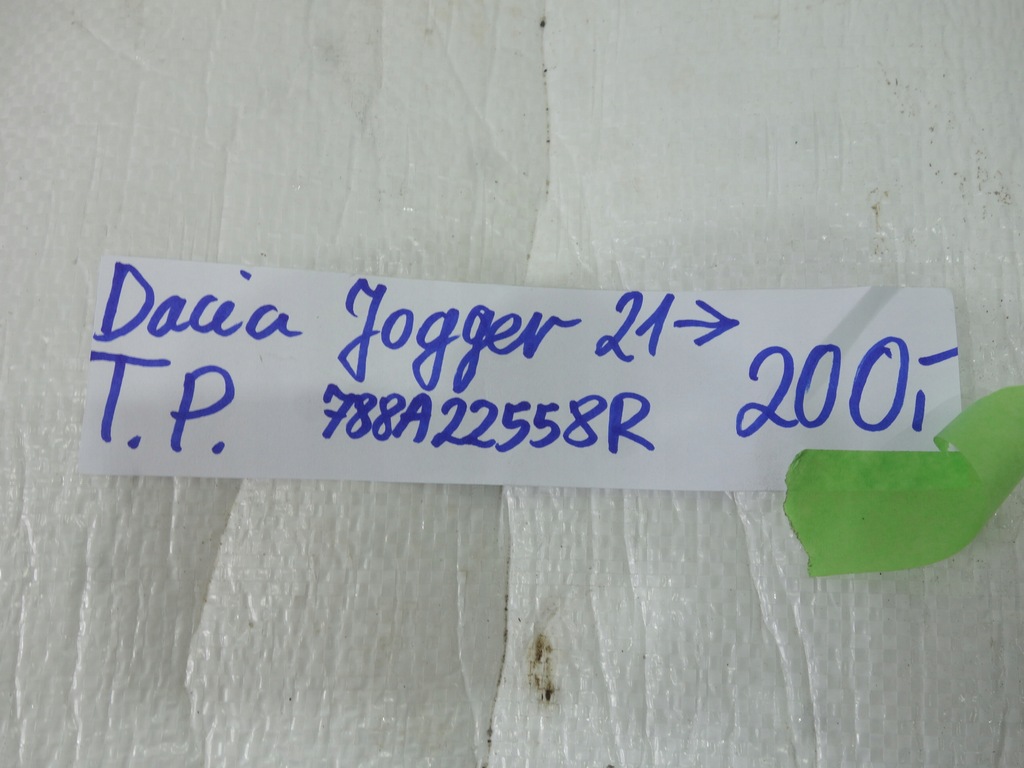 Dacia Jogger 21→
T.P. 788A22558R 200,-